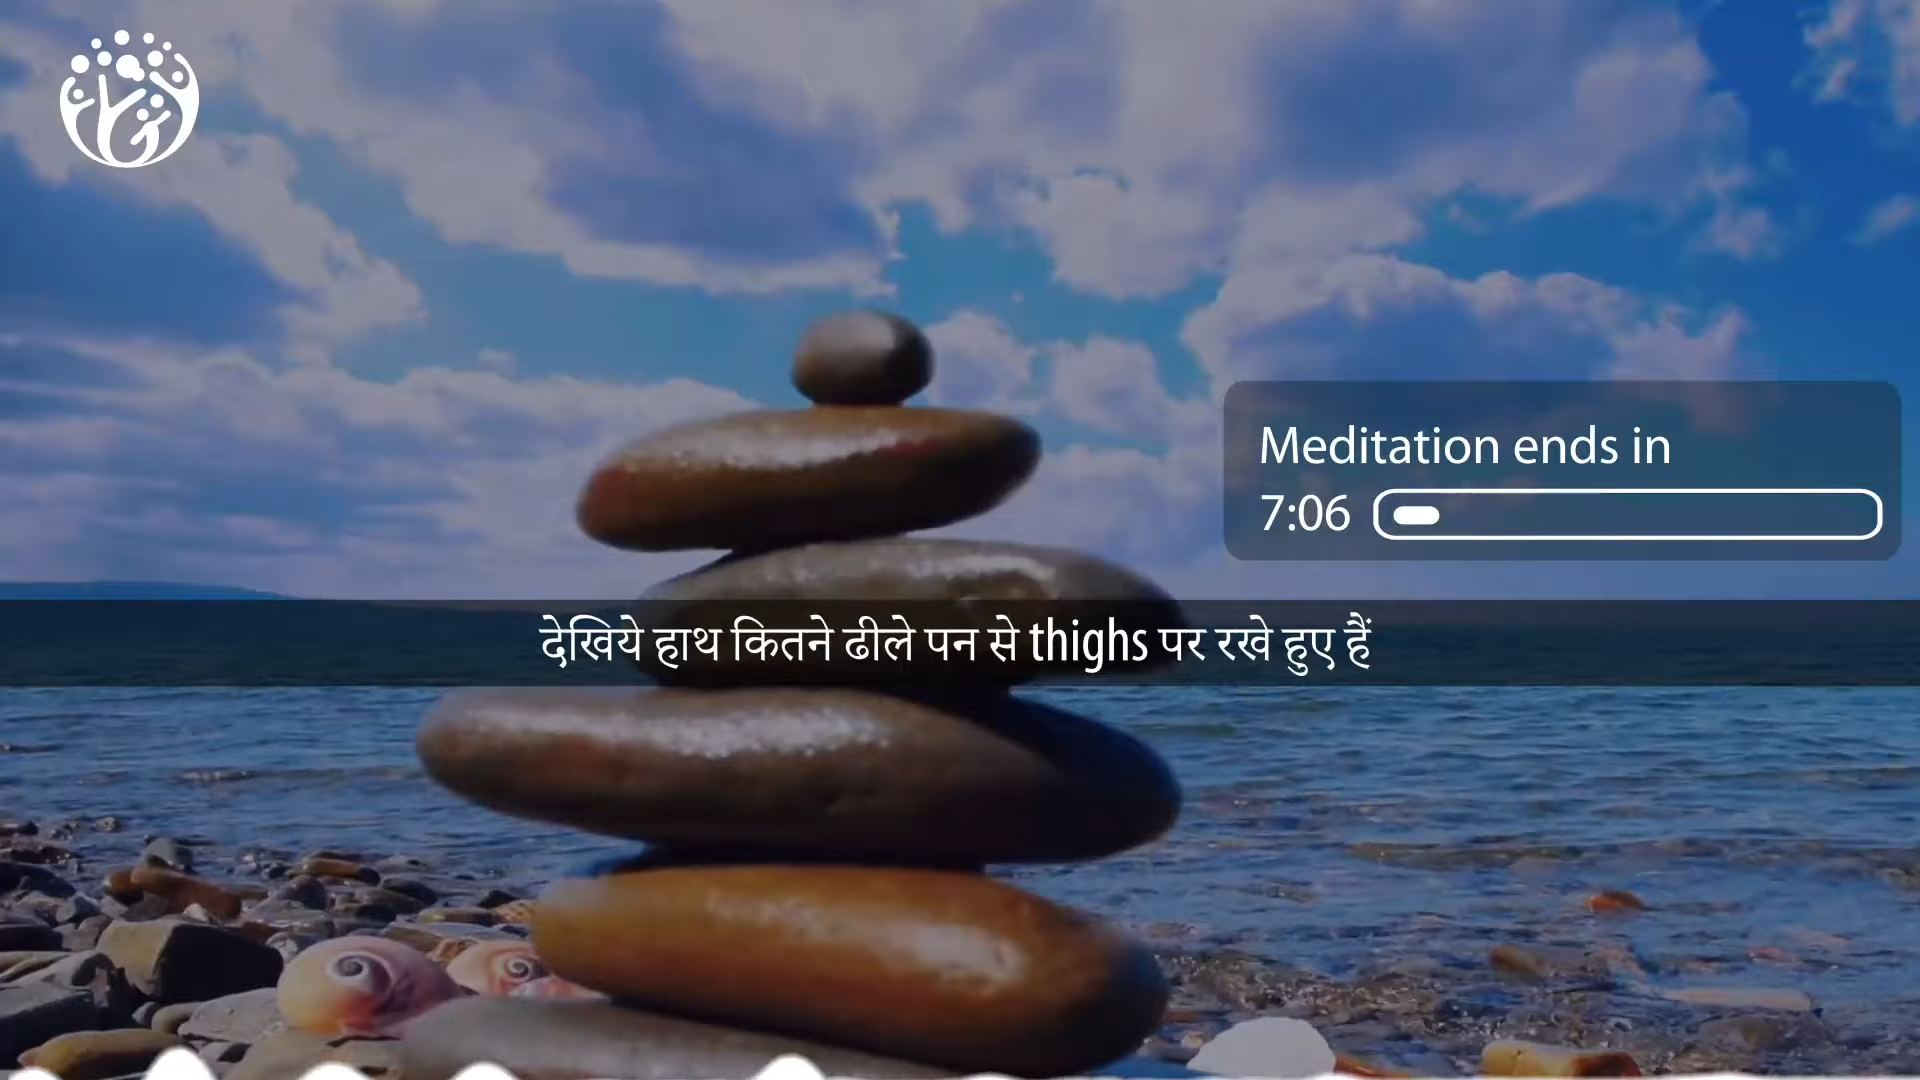 Meditation ends in
7:06
देखिये हाथ कितने ढीले पन से thighs पर रखे हुए हैं